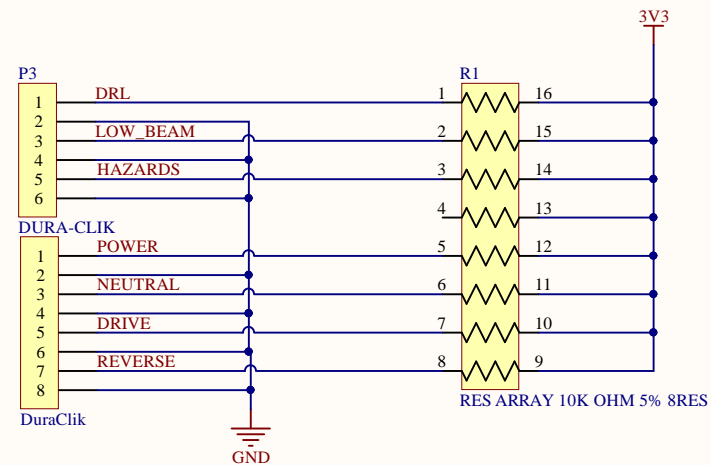 3V3
P3
R1
1 DRL 1 16
2
3 LOW_BEAM 2 15
4
5 HAZARDS 3 14
6
4 13
DURA-CLIK
1 POWER 5 12
2
3 NEUTRAL 6 11
4
5 DRIVE 7 10
6
7 REVERSE 8 9
8
RES ARRAY 10K OHM 5% 8RES
DuraClik
GND